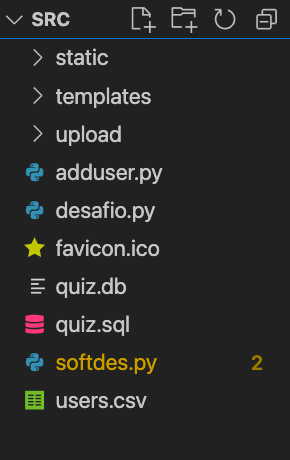 SRC
static
templates
upload
adduser.py
desafio.py
favicon.ico
quiz.db
quiz.sql
softdes.py 2
users.csv